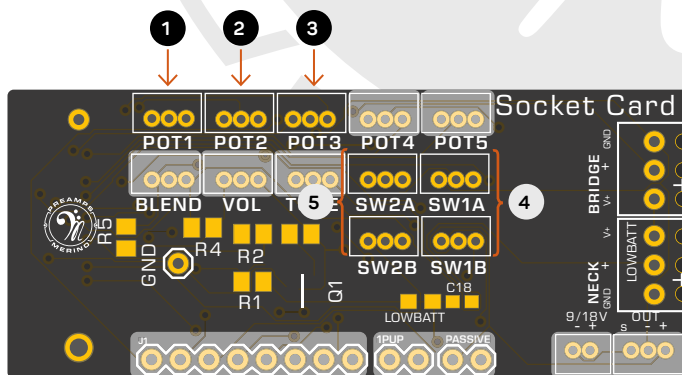 1 2 3
Socket Card
POT1 POT2 POT3 POT4 POT5
GND
BRIDGE
+
V+
BLEND VOL SW2A SW1A
5
4
PREAMPS
MERINO
R5
R4
R2
GND
R1
Q1
SW2B SW1B
V+
LOWBATT
NECK
+
GND
C18
LOWBATT
9/18V OUT
- + s - +
J1 1PUP PASSIVE